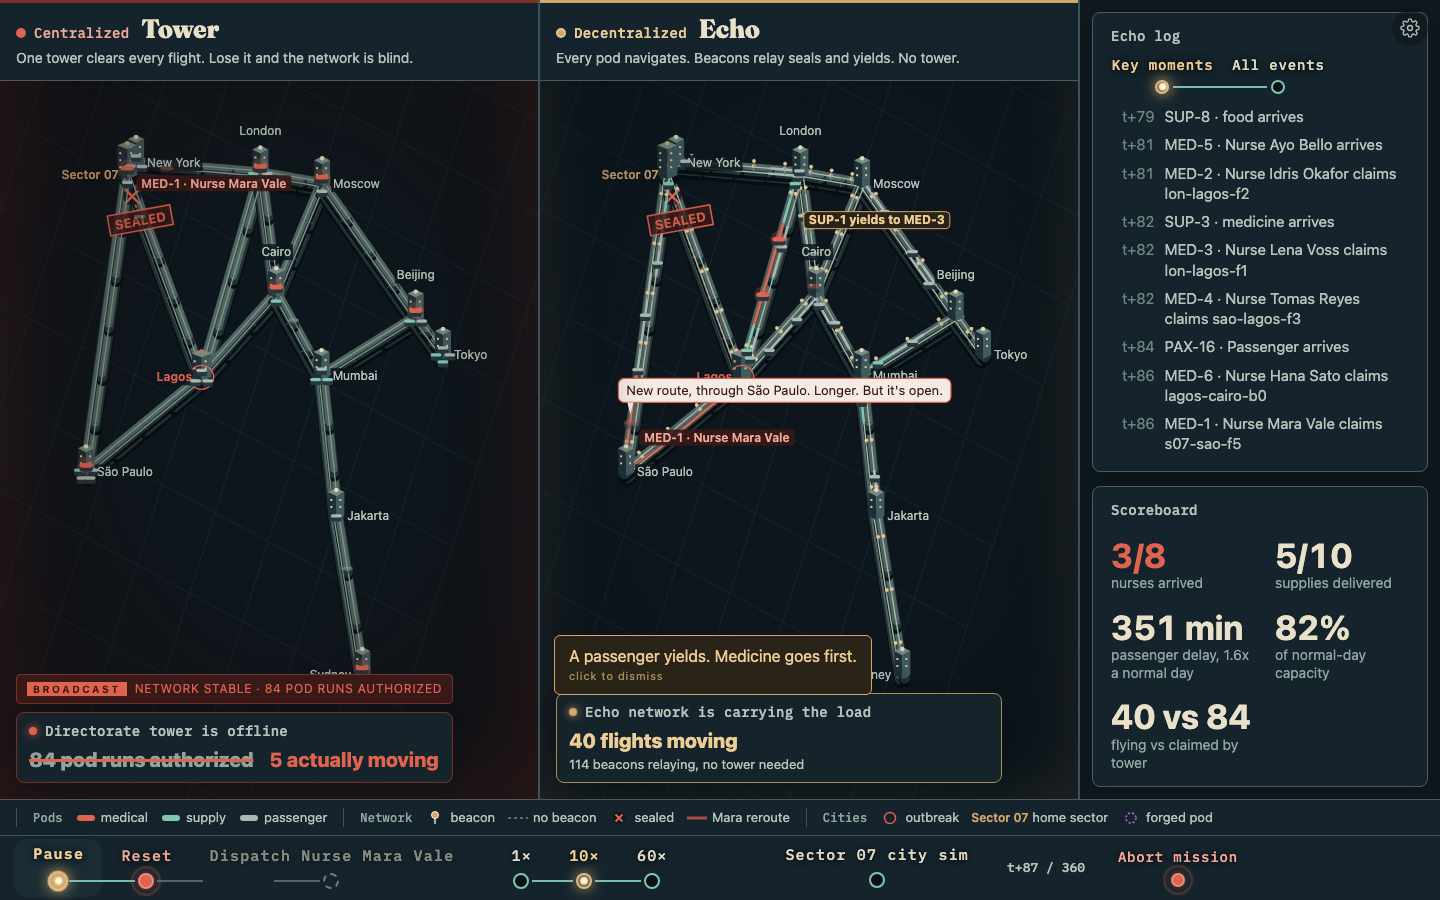 Centralized Tower
One tower clears every flight. Lose it and the network is blind.
London
New York
Sector 07
MED-1 · Nurse Mara Vale
Moscow
SEALED
Cairo
Beijing
Tokyo
Lagos
Mumbai
São Paulo
Jakarta
Sydney
BROADCAST NETWORK STABLE · 84 POD RUNS AUTHORIZED
Directorate tower is offline
84 pod runs authorized 5 actually moving
Decentralized Echo
Every pod navigates. Beacons relay seals and yields. No tower.
London
New York
Sector 07
Moscow
SEALED
SUP-1 yields to MED-3
Cairo
Beijing
Tokyo
Lagos
Mumbai
New route, through São Paulo. Longer. But it's open.
MED-1 · Nurse Mara Vale
São Paulo
Jakarta
ney
A passenger yields. Medicine goes first.
click to dismiss
Echo network is carrying the load
40 flights moving
114 beacons relaying, no tower needed
Echo log
Key moments All events
t+79 SUP-8 · food arrives
t+81 MED-5 · Nurse Ayo Bello arrives
t+81 MED-2 · Nurse Idris Okafor claims
lon-lagos-f2
t+82 SUP-3 · medicine arrives
t+82 MED-3 · Nurse Lena Voss claims
lon-lagos-f1
t+82 MED-4 · Nurse Tomas Reyes
claims sao-lagos-f3
t+84 PAX-16 · Passenger arrives
t+86 MED-6 · Nurse Hana Sato claims
lagos-cairo-b0
t+86 MED-1 · Nurse Mara Vale claims
s07-sao-f5
Scoreboard
3/8
nurses arrived
5/10
supplies delivered
351 min
passenger delay, 1.6x
a normal day
82%
of normal-day
capacity
40 vs 84
flying vs claimed by
tower
Pods medical supply passenger Network beacon no beacon sealed Mara reroute Cities outbreak Sector 07 home sector forged pod
Pause Reset Dispatch Nurse Mara Vale 1× 10× 60× Sector 07 city sim t+87 / 360 Abort mission